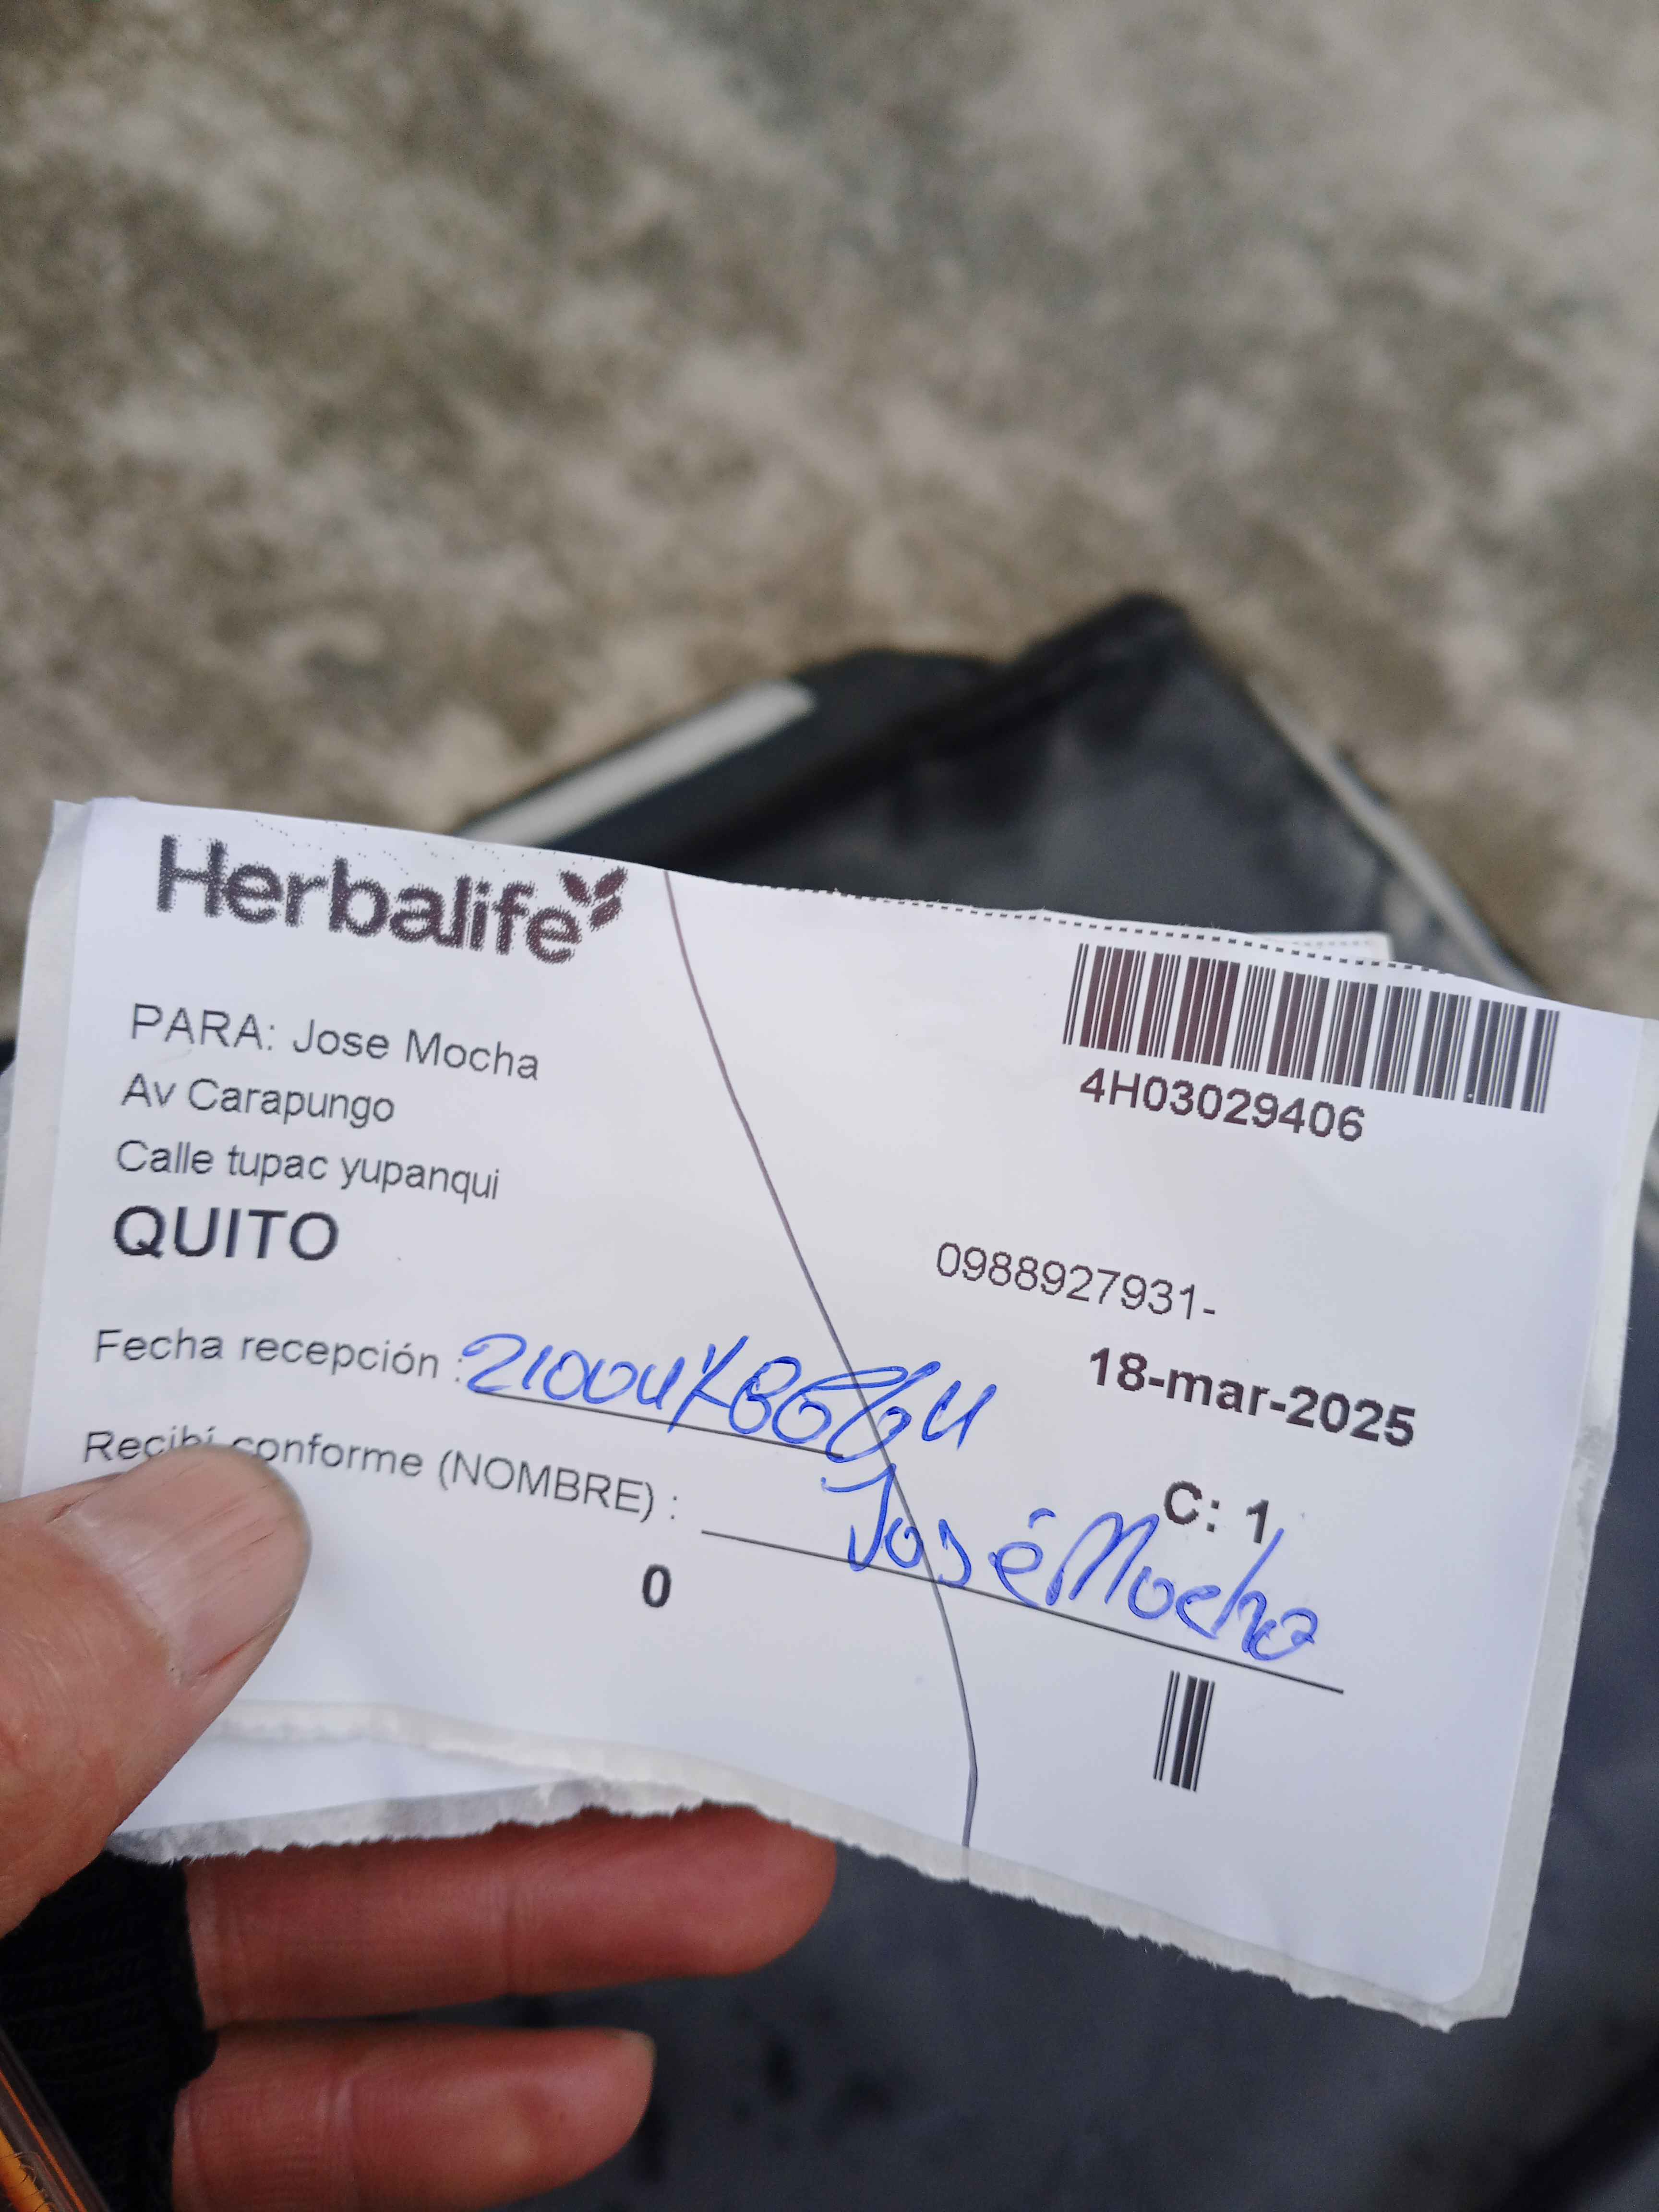 Herbalife
4H03029406
PARA: Jose Mocha
Av Carapungo
Calle tupac yupanqui
QUITO
0988927931-
18-mar-2025
Fecha recepción :
C: 1
Recibí conforme (NOMBRE) : José Mocha
0